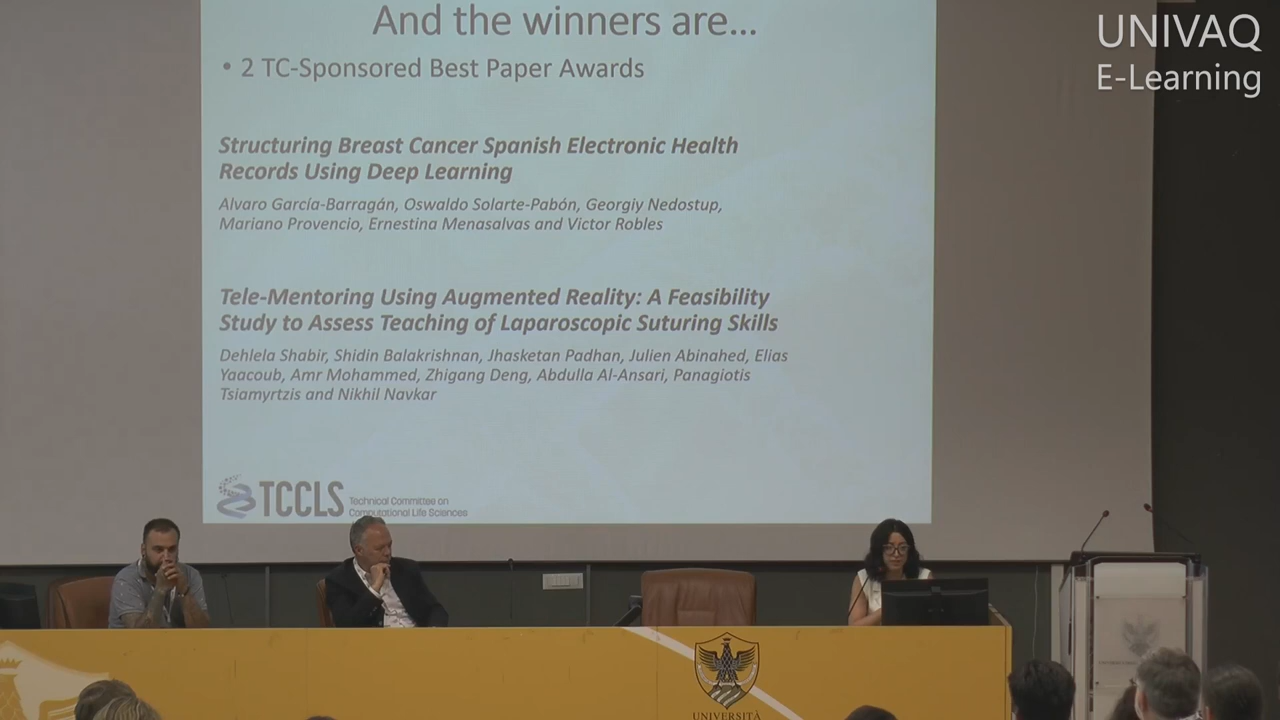 And the winners are...
UNIVAQ
E-Learning
• 2 TC-Sponsored Best Paper Awards
Structuring Breast Cancer Spanish Electronic Health
Records Using Deep Learning
Alvaro García-Barragán, Oswaldo Solarte-Pabón, Georgiy Nedostup,
Mariano Provencio, Ernestina Menasalvas and Victor Robles
Tele-Mentoring Using Augmented Reality: A Feasibility
Study to Assess Teaching of Laparoscopic Suturing Skills
Dehlela Shabir, Shidin Balakrishnan, Jhasketan Padhan, Julien Abinahed, Elias
Yaacoub, Amr Mohammed, Zhigang Deng, Abdulla Al-Ansari, Panagiotis
Tsiamyrtzis and Nikhil Navkar
TCCLS
Technical Committee on
Computational Life Sciences
UNIVERSITÀ